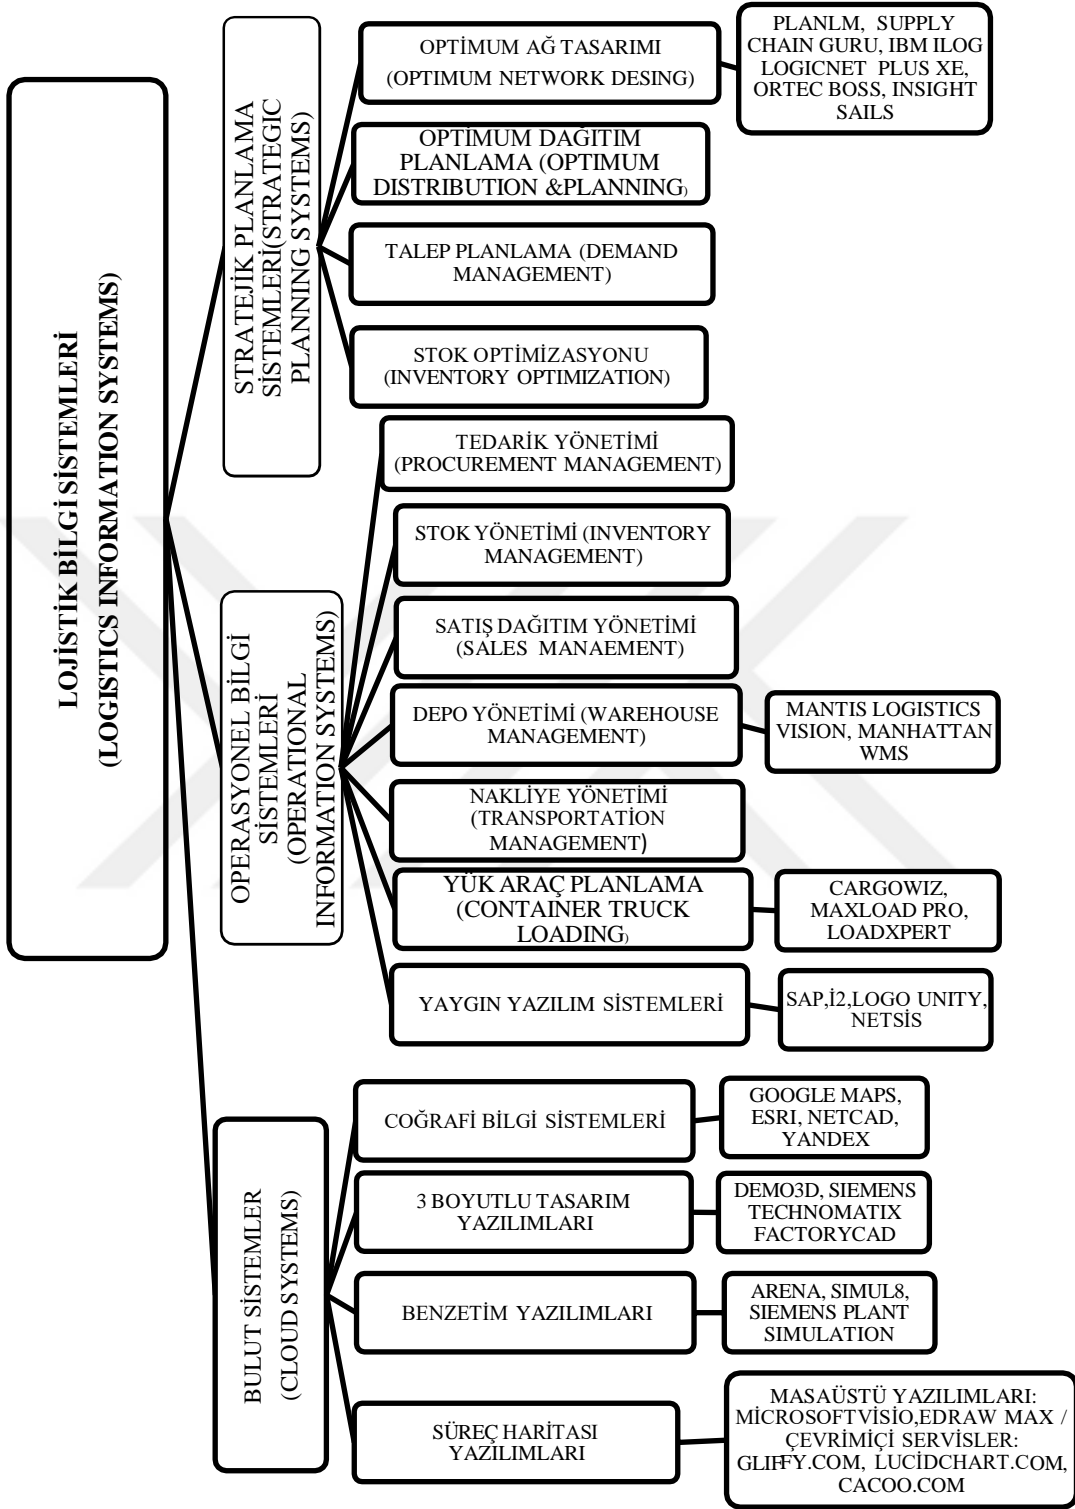 LOJİSTİK BİLGİ SİSTEMLERİ
(LOGISTICS INFORMATION SYSTEMS)
STRATEJİK PLANLAMA
SİSTEMLERİ(STRATEGIC
PLANNING SYSTEMS)
OPTİMUM AĞ TASARIMI
(OPTIMUM NETWORK DESING)
PLANLM, SUPPLY
CHAIN GURU, IBM ILOG
LOGICNET PLUS XE,
ORTEC BOSS, INSIGHT
SAILS
OPTİMUM DAĞITIM
PLANLAMA (OPTIMUM
DISTRIBUTION &PLANNING)
TALEP PLANLAMA (DEMAND
MANAGEMENT)
STOK OPTİMİZASYONU
(INVENTORY OPTIMIZATION)
OPERASYONEL BİLGİ
SİSTEMLERİ
(OPERATIONAL
INFORMATION SYSTEMS)
TEDARİK YÖNETİMİ
(PROCUREMENT MANAGEMENT)
STOK YÖNETİMİ (INVENTORY
MANAGEMENT)
SATIŞ DAĞITIM YÖNETİMİ
(SALES MANAEMENT)
DEPO YÖNETİMİ (WAREHOUSE
MANAGEMENT)
MANTIS LOGISTICS
VISION, MANHATTAN
WMS
NAKLİYE YÖNETİMİ
(TRANSPORTATİON
MANAGEMENT)
YÜK ARAÇ PLANLAMA
(CONTAINER TRUCK
LOADING)
CARGOWIZ,
MAXLOAD PRO,
LOADXPERT
YAYGIN YAZILIM SİSTEMLERİ
SAP,İ2,LOGO UNITY,
NETSİS
BULUT SİSTEMLER
(CLOUD SYSTEMS)
COĞRAFİ BİLGİ SİSTEMLERİ
GOOGLE MAPS,
ESRI, NETCAD,
YANDEX
3 BOYUTLU TASARIM
YAZILIMLARI
DEMO3D, SIEMENS
TECHNOMATIX
FACTORYCAD
BENZETİM YAZILIMLARI
ARENA, SIMUL8,
SIEMENS PLANT
SIMULATION
SÜREÇ HARİTASI
YAZILIMLARI
MASAÜSTÜ YAZILIMLARI:
MİCROSOFTVİSİO,EDRAW MAX /
ÇEVRİMİÇİ SERVİSLER:
GLIFFY.COM, LUCİDCHART.COM,
CACOO.COM